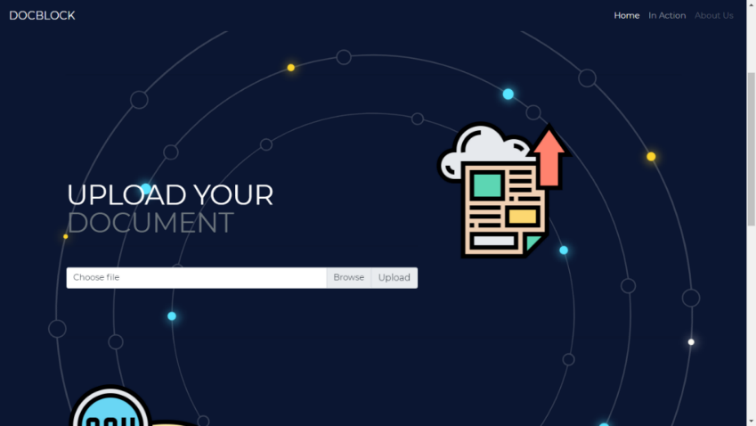 DOCBLOCK
Home In Action About Us
UPLOAD YOUR
DOCUMENT
Choose file Browse Upload